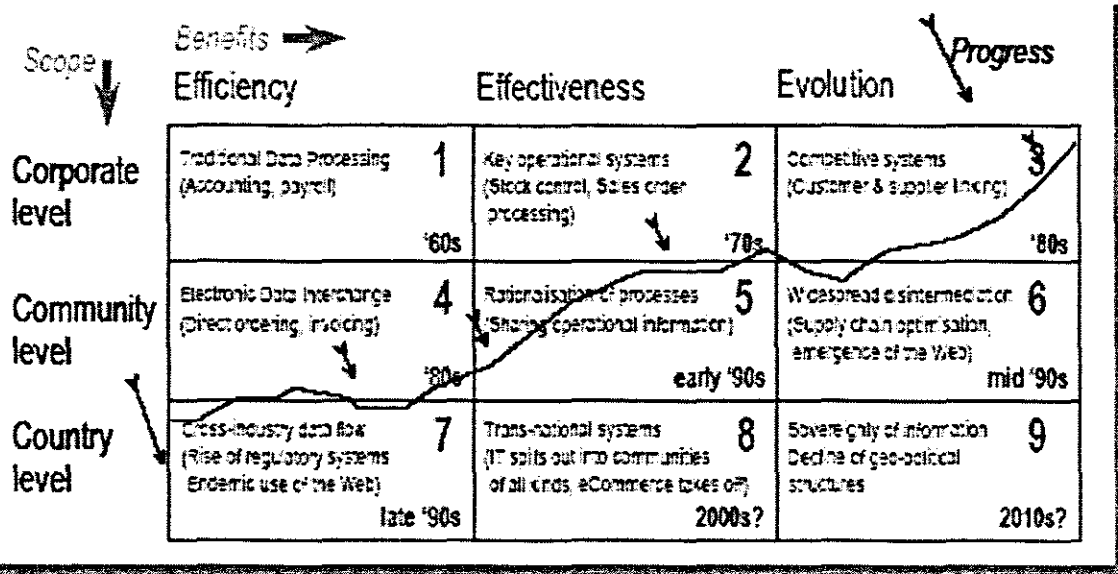 Benefits
Scope
Progress
Efficiency
Effectiveness
Evolution
Corporate
level
Traditional Data Processing
(Accounting, payroll)
1
'60s
Key operational systems
(Stock control, Sales order
processing)
2
'70s
Competitive systems
(Customer & supplier linking)
3
'80s
Community
level
Electronic Data Interchange
(Direct ordering, invoicing)
4
'80s
Rationalisation of processes
(Sharing operational information)
5
early '90s
Widespread disintermediation
(Supply chain optimisation,
emergence of the Web)
6
mid '90s
Country
level
Cross-industry data flow
(Rise of regulatory systems
Endemic use of the Web)
7
late '90s
Trans-national systems
(IT spills out into communities
of all kinds, eCommerce takes off)
8
2000s?
Sovereignty of information
Decline of geo-political
structures
9
2010s?